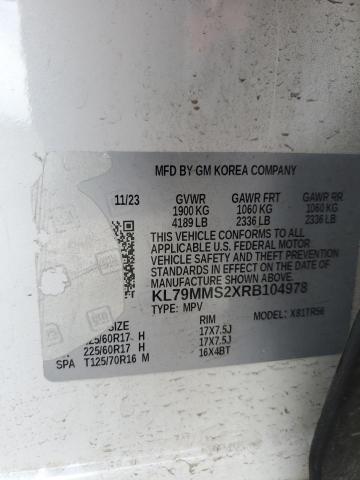 MFD BY GM KOREA COMPANY
11/23 GVWR GAWR FRT GAWR RR
1900 KG 1060 KG 1060 KG
4189 LB 2336 LB 2336 LB
THIS VEHICLE CONFORMS TO ALL
APPLICABLE U.S. FEDERAL MOTOR
VEHICLE SAFETY AND THEFT
PREVENTION STANDARDS IN
EFFECT ON THE DATE OF
MANUFACTURE SHOWN ABOVE.
KL79MMS2XRB104978
TYPE: MPV MODEL: X81TR56
SIZE RIM
225/60R17 H 17X7.5J
225/60R17 H 17X7.5J
SPA T125/70R16 M 16X4BT